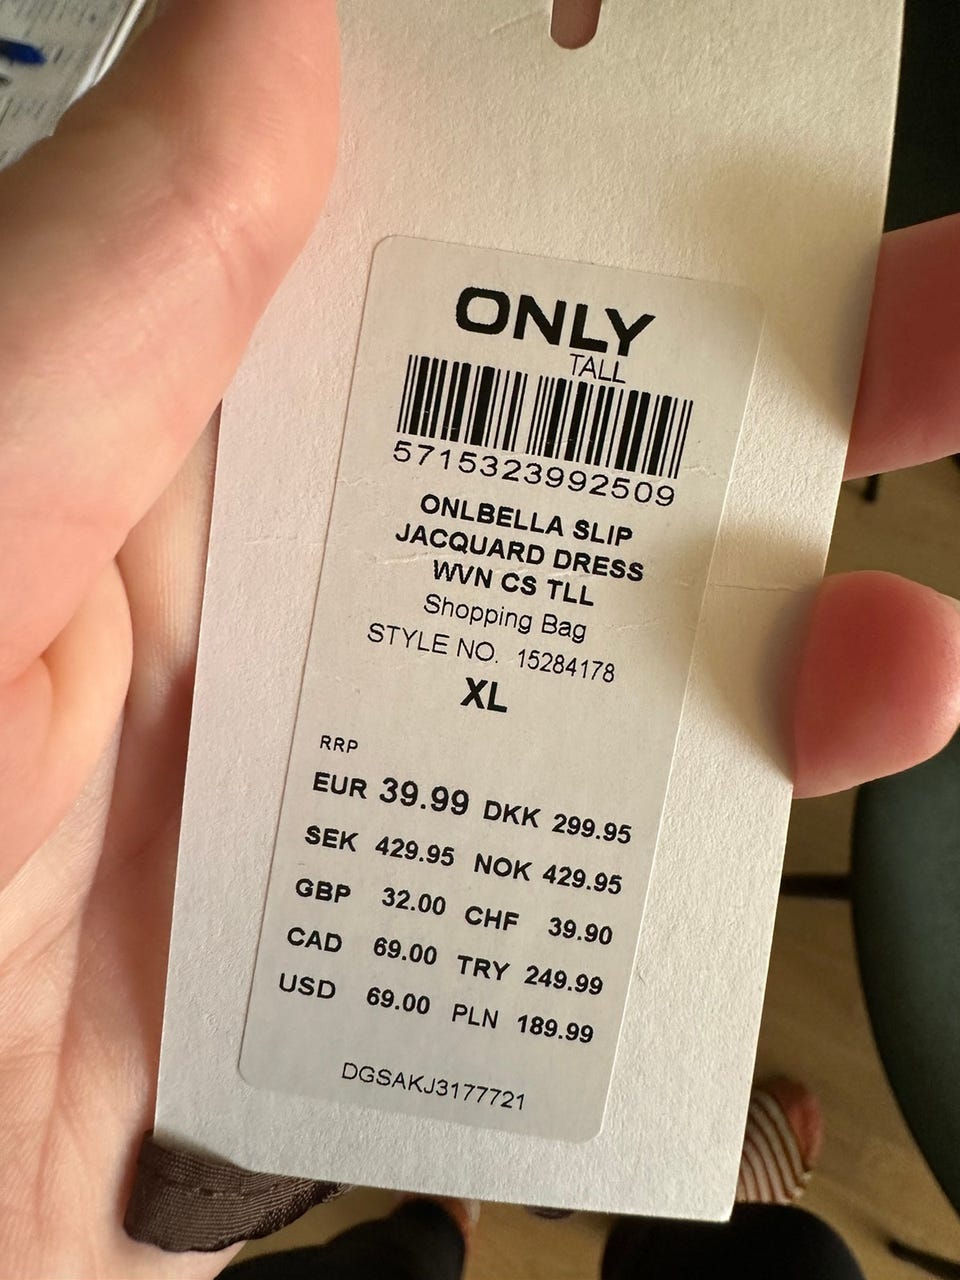 ONLY
TALL
5715323992509
ONLBELLA SLIP
JACQUARD DRESS
WVN CS TLL
Shopping Bag
STYLE NO. 15284178
XL
RRP
EUR 39.99 DKK 299.95
SEK 429.95 NOK 429.95
GBP 32.00 CHF 39.90
CAD 69.00 TRY 249.99
USD 69.00 PLN 189.99
DGSAKJ3177721